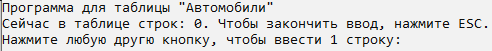 Программа для таблицы "Автомобили"
Сейчас в таблице строк: 0. Чтобы закончить ввод, нажмите ESC.
Нажмите любую другю кнопку, чтобы ввести 1 строку: